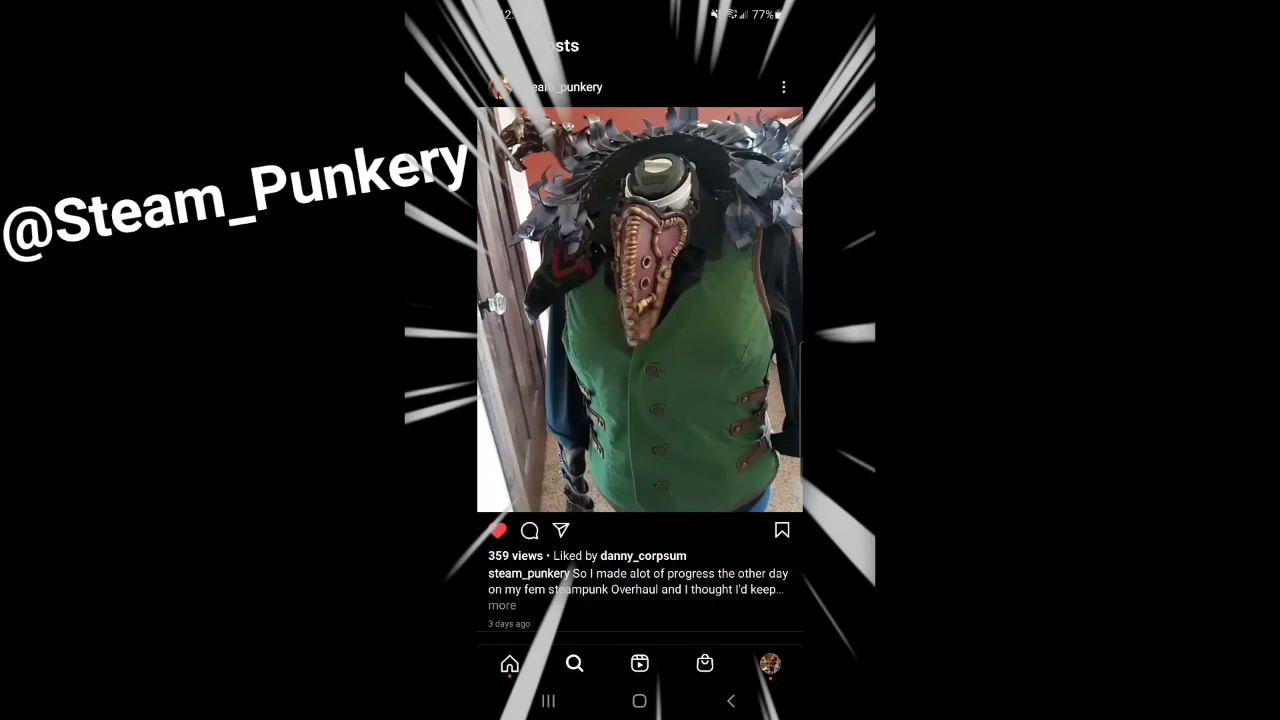 77%
@Steam_Punkery
359 views • Liked by danny_corpsum
steam_punkery So I made alot of progress the other day
on my fem steampunk Overhaul and I thought I'd keep...
more
3 days ago